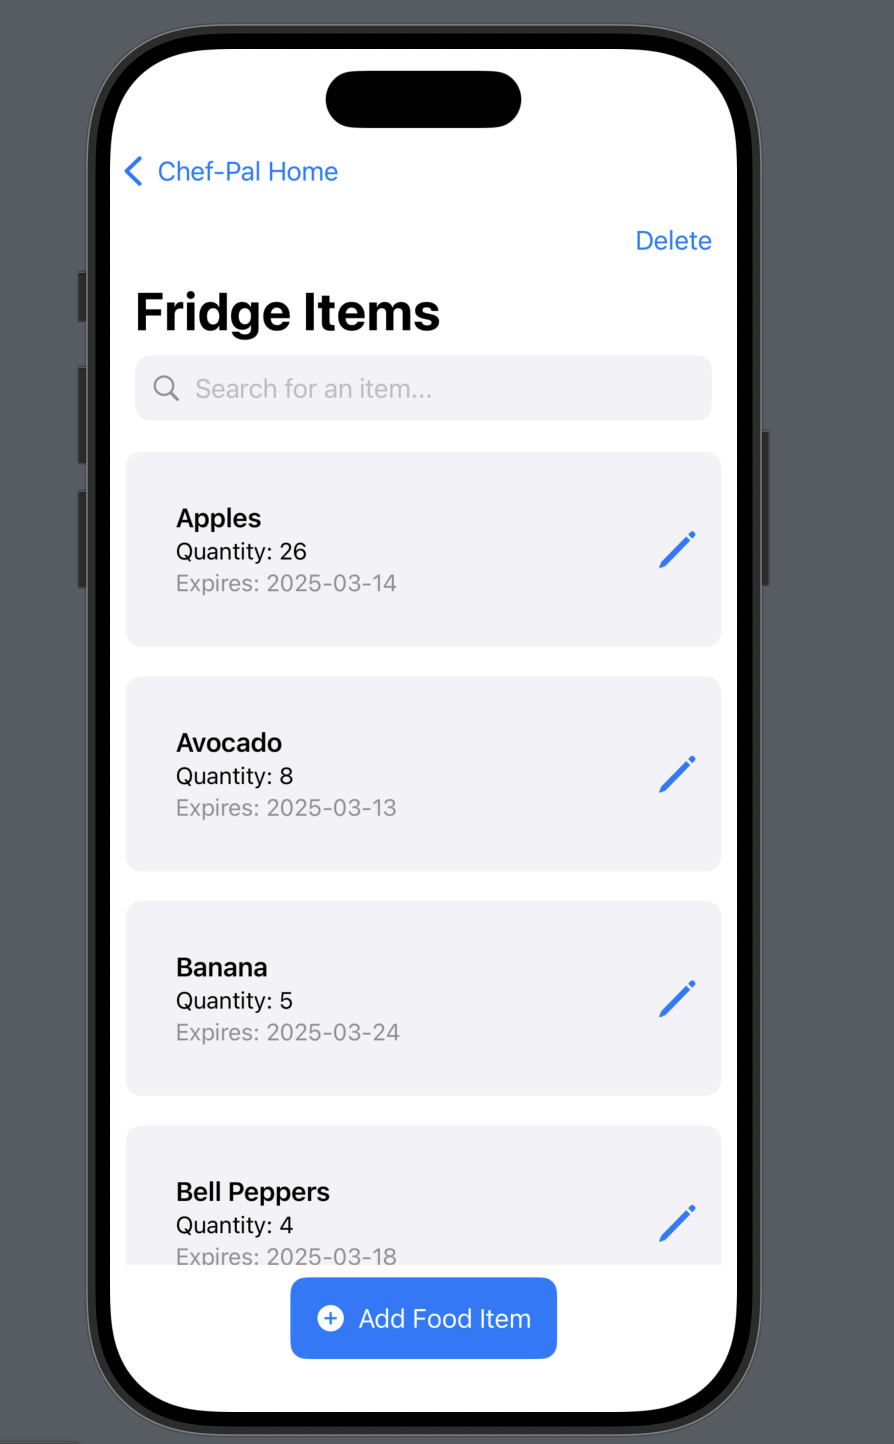 Chef-Pal Home
Delete
Fridge Items
Search for an item...
Apples
Quantity: 26
Expires: 2025-03-14
Avocado
Quantity: 8
Expires: 2025-03-13
Banana
Quantity: 5
Expires: 2025-03-24
Bell Peppers
Quantity: 4
Expires: 2025-03-18
Add Food Item